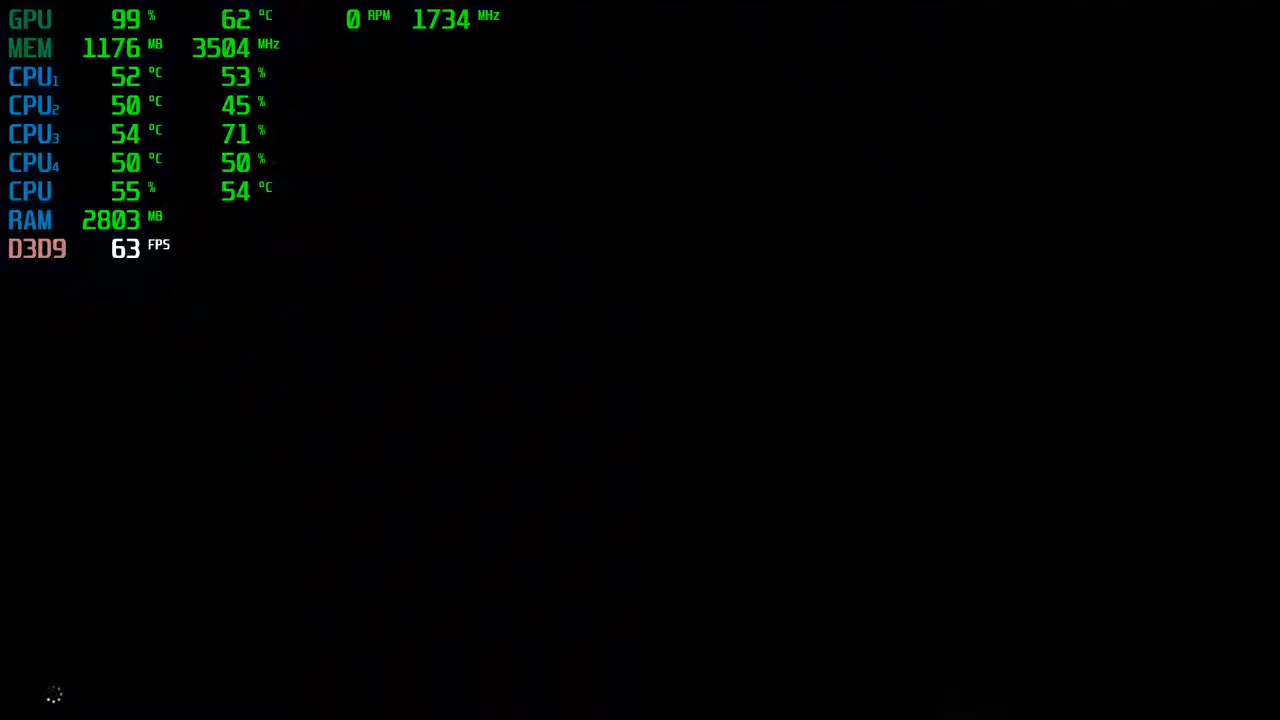 GPU 99 % 62 °C 0 RPM 1734 MHz
MEM 1176 MB 3504 MHz
CPU1 52 °C 53 %
CPU2 50 °C 45 %
CPU3 54 °C 71 %
CPU4 50 °C 50 %
CPU 55 % 54 °C
RAM 2803 MB
D3D9 63 FPS